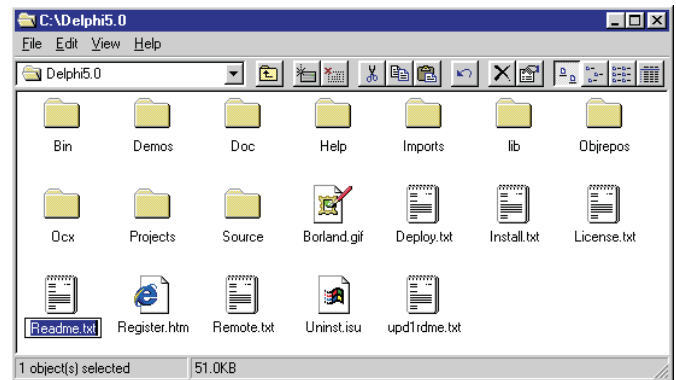 C:\Delphi5.0
File Edit View Help
Delphi5.0
Bin Demos Doc Help Imports lib Objrepos
Ocx Projects Source Borland.gif Deploy.txt Install.txt License.txt
Readme.txt Register.htm Remote.txt Uninst.isu upd1rdme.txt
1 object(s) selected 51.0KB